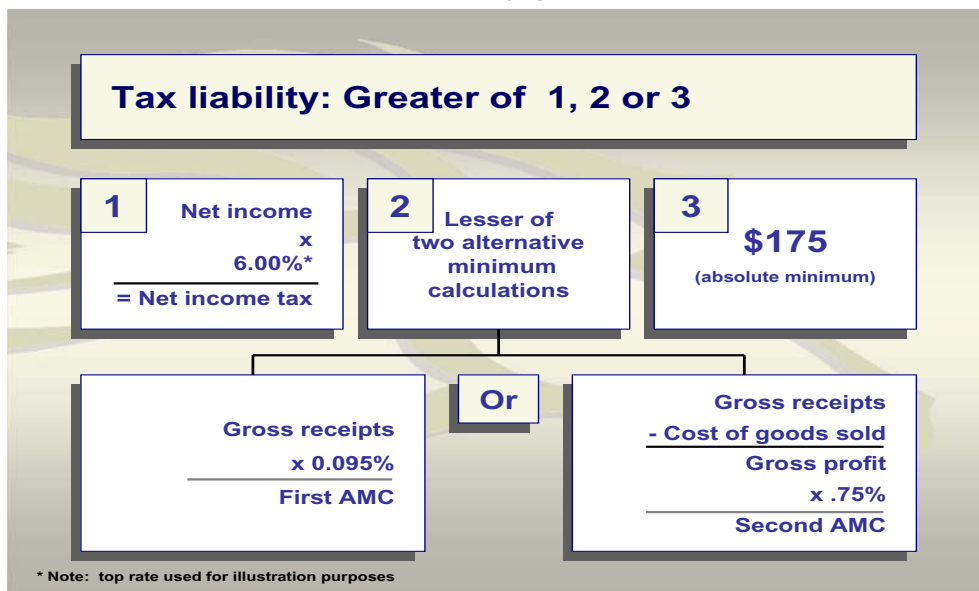 Tax liability: Greater of 1, 2 or 3
1
Net income
x
6.00%*
= Net income tax
2
Lesser of
two alternative
minimum
calculations
3
$175
(absolute minimum)
Gross receipts
x 0.095%
First AMC
Or
Gross receipts
- Cost of goods sold
Gross profit
x .75%
Second AMC
* Note: top rate used for illustration purposes